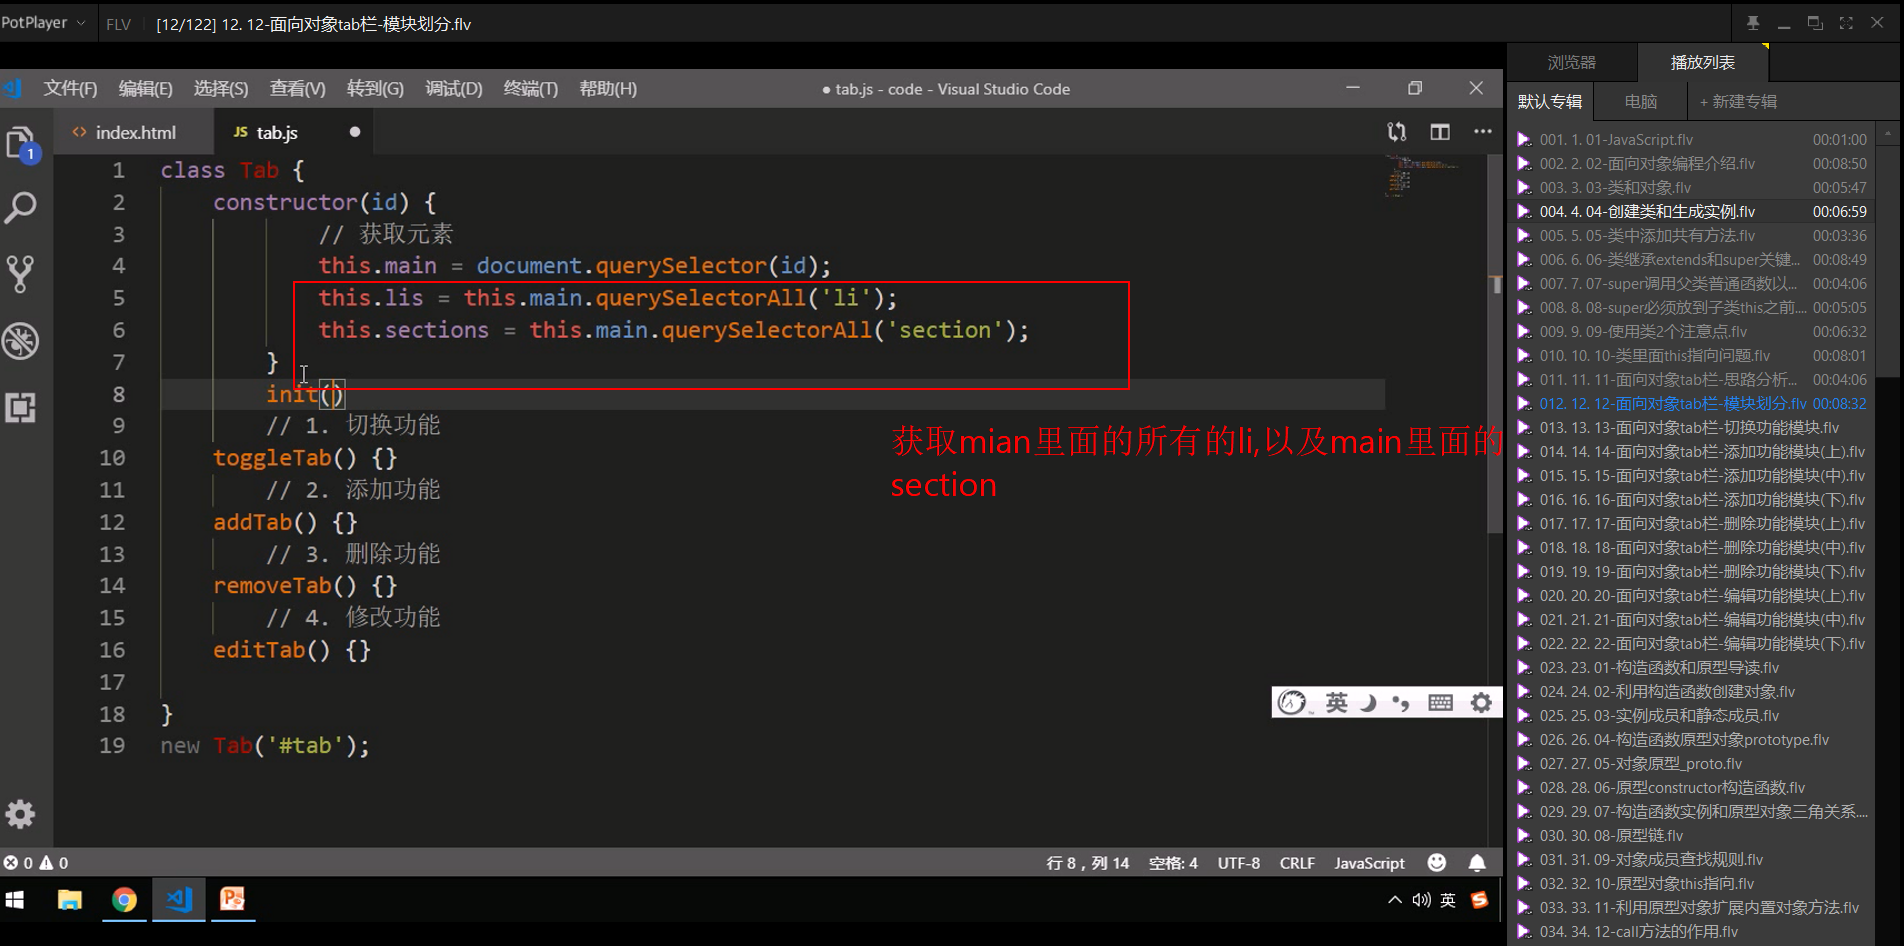 PotPlayer FLV [12/122] 12. 12-面向对象tab栏-模块划分.flv
文件(F) 编辑(E) 选择(S) 查看(V) 转到(G) 调试(D) 终端(T) 帮助(H) ● tab.js - code - Visual Studio Code
<> index.html JS tab.js ●
1
1 class Tab {
2 constructor(id) {
3 // 获取元素
4 this.main = document.querySelector(id);
5 this.lis = this.main.querySelectorAll('li');
6 this.sections = this.main.querySelectorAll('section');
7 }
8 init()
9 // 1. 切换功能
10 toggleTab() {}
11 // 2. 添加功能
12 addTab() {}
13 // 3. 删除功能
14 removeTab() {}
15 // 4. 修改功能
16 editTab() {}
17
18 }
19 new Tab('#tab');
获取mian里面的所有的li,以及main里面的
section
英
0 0 行 8，列 14 空格: 4 UTF-8 CRLF JavaScript
英
浏览器 播放列表
默认专辑 电脑 + 新建专辑
001. 1. 01-JavaScript.flv 00:01:00
002. 2. 02-面向对象编程介绍.flv 00:08:50
003. 3. 03-类和对象.flv 00:05:47
004. 4. 04-创建类和生成实例.flv 00:06:59
005. 5. 05-类中添加共有方法.flv 00:03:36
006. 6. 06-类继承extends和super关键... 00:08:49
007. 7. 07-super调用父类普通函数以... 00:04:06
008. 8. 08-super必须放到子类this之前.... 00:05:05
009. 9. 09-使用类2个注意点.flv 00:06:32
010. 10. 10-类里面this指向问题.flv 00:08:01
011. 11. 11-面向对象tab栏-思路分析... 00:04:06
012. 12. 12-面向对象tab栏-模块划分.flv 00:08:32
013. 13. 13-面向对象tab栏-切换功能模块.flv
014. 14. 14-面向对象tab栏-添加功能模块(上).flv
015. 15. 15-面向对象tab栏-添加功能模块(中).flv
016. 16. 16-面向对象tab栏-添加功能模块(下).flv
017. 17. 17-面向对象tab栏-删除功能模块(上).flv
018. 18. 18-面向对象tab栏-删除功能模块(中).flv
019. 19. 19-面向对象tab栏-删除功能模块(下).flv
020. 20. 20-面向对象tab栏-编辑功能模块(上).flv
021. 21. 21-面向对象tab栏-编辑功能模块(中).flv
022. 22. 22-面向对象tab栏-编辑功能模块(下).flv
023. 23. 01-构造函数和原型导读.flv
024. 24. 02-利用构造函数创建对象.flv
025. 25. 03-实例成员和静态成员.flv
026. 26. 04-构造函数原型对象prototype.flv
027. 27. 05-对象原型_proto.flv
028. 28. 06-原型constructor构造函数.flv
029. 29. 07-构造函数实例和原型对象三角关系....
030. 30. 08-原型链.flv
031. 31. 09-对象成员查找规则.flv
032. 32. 10-原型对象this指向.flv
033. 33. 11-利用原型对象扩展内置对象方法.flv
034. 34. 12-call方法的作用.flv